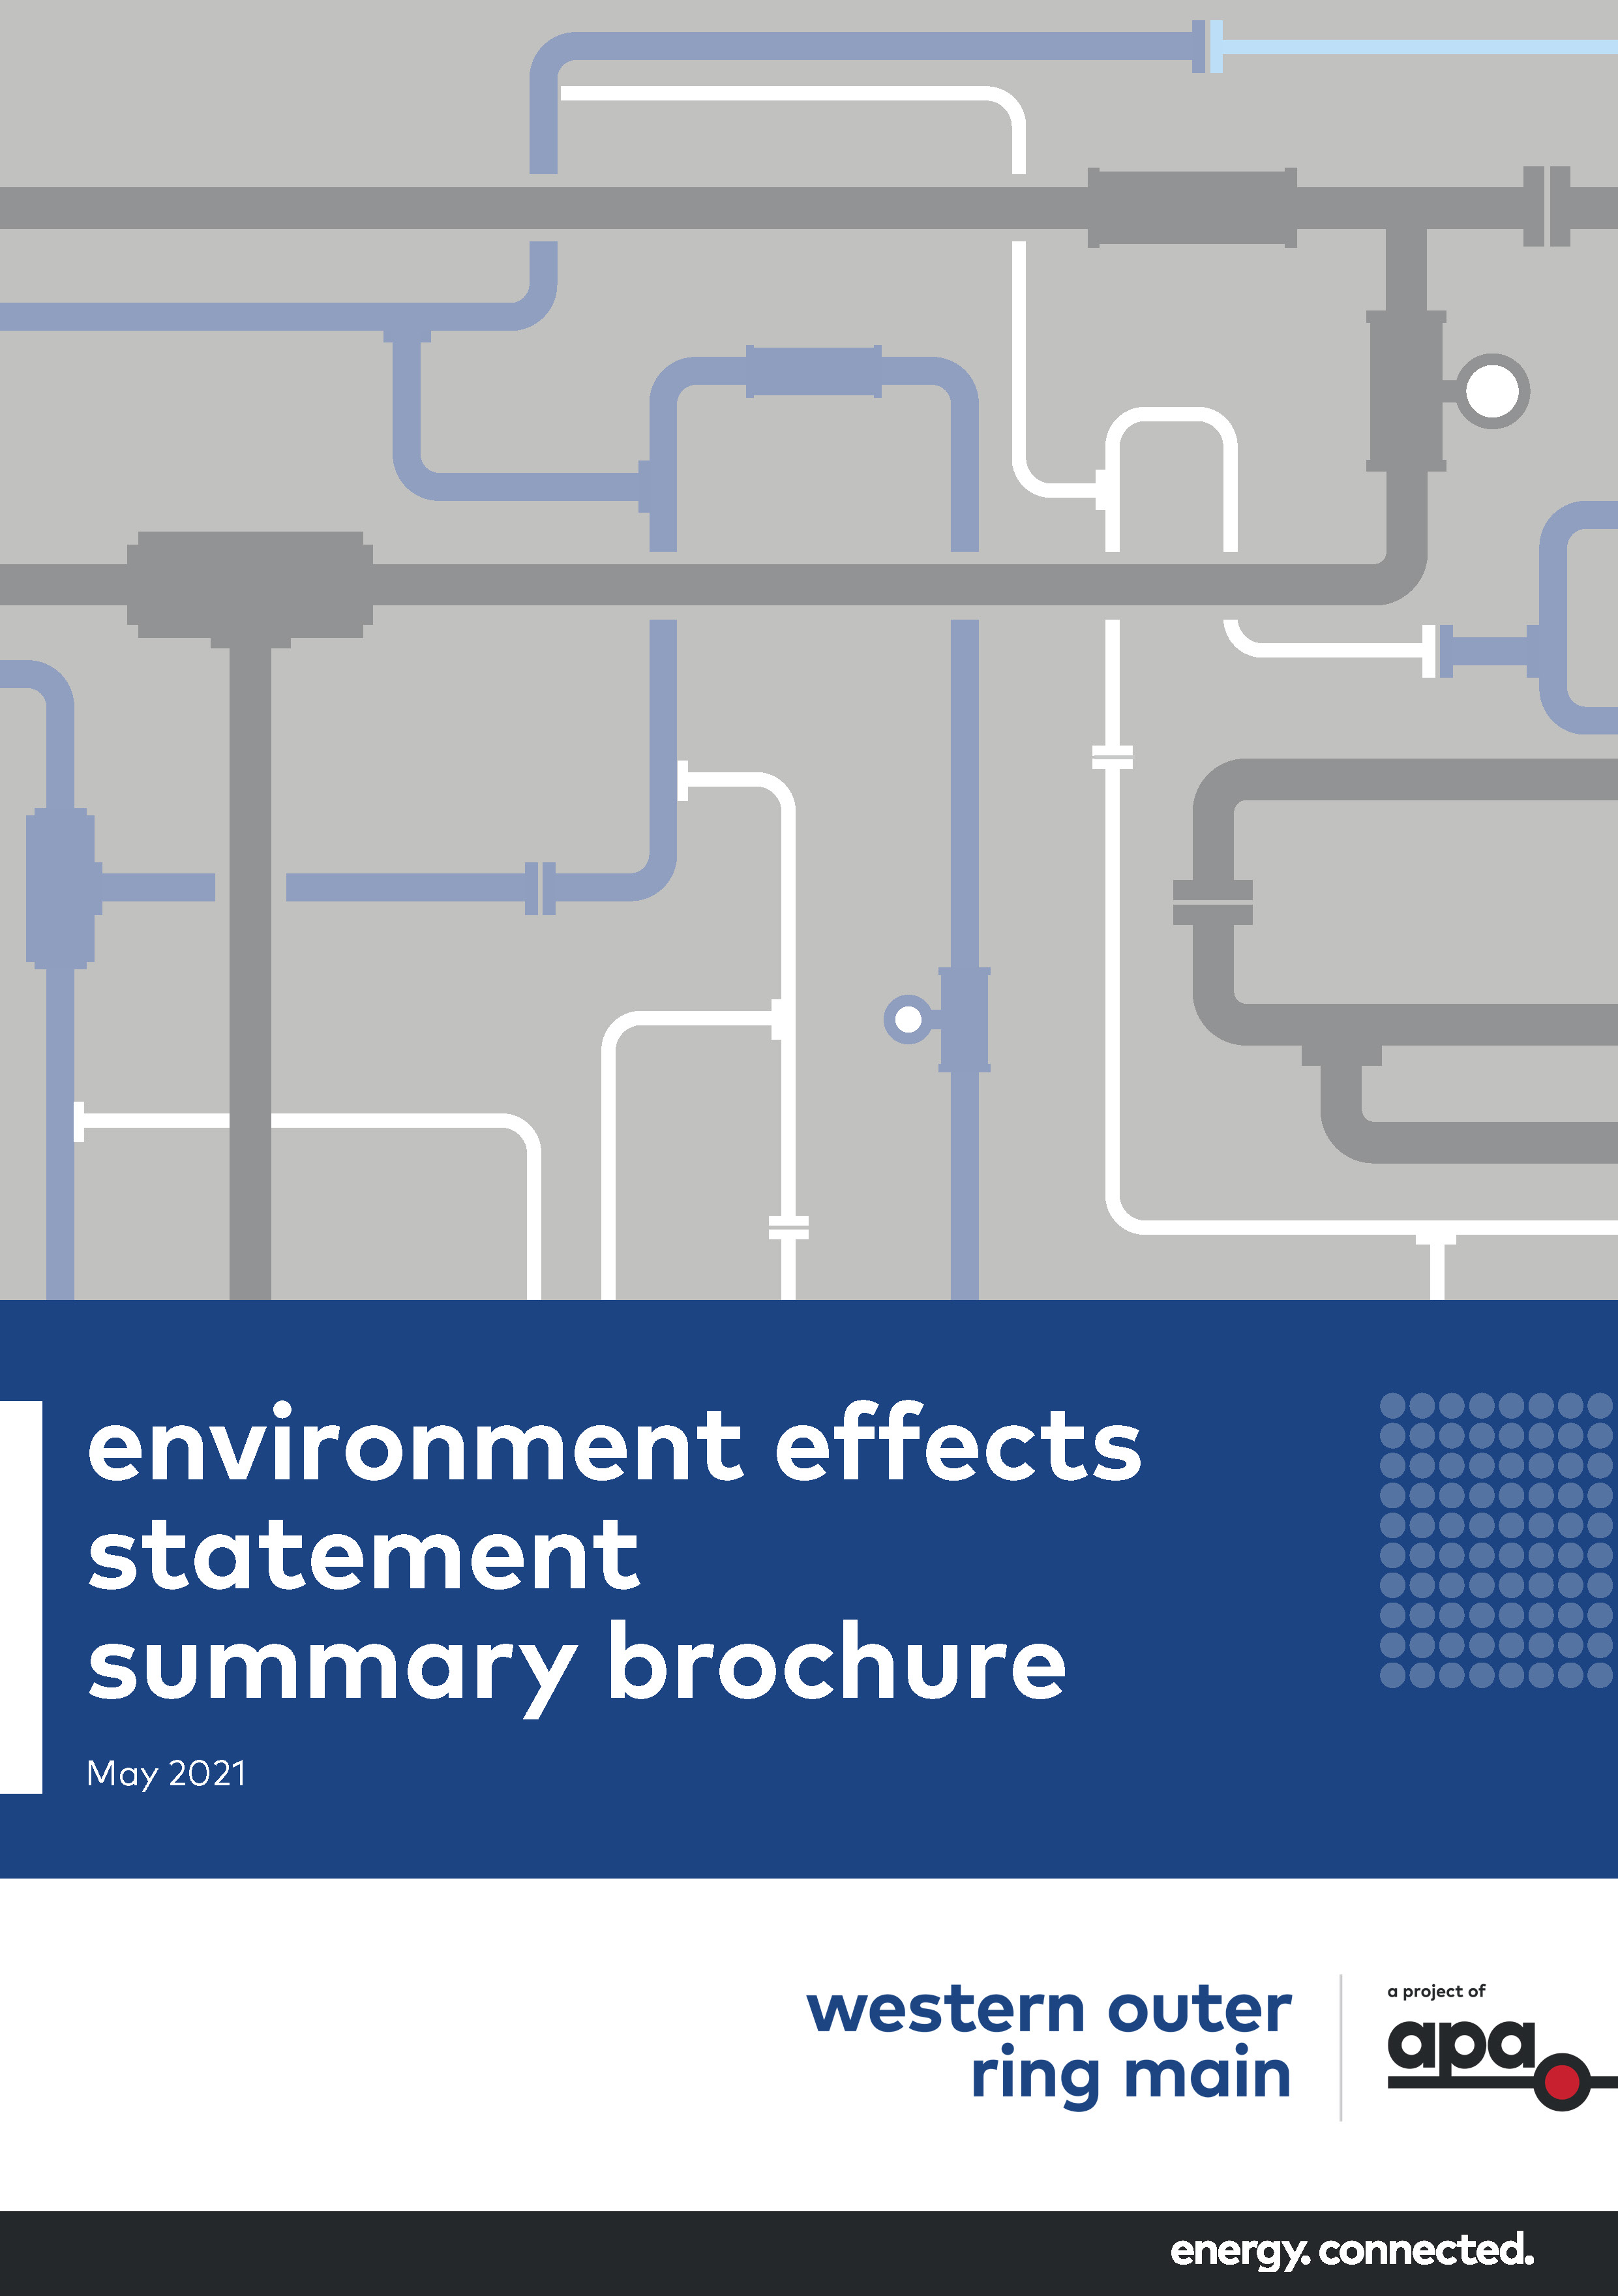 environment effects
statement
summary brochure
May 2021
western outer
ring main
a project of
apa
energy. connected.